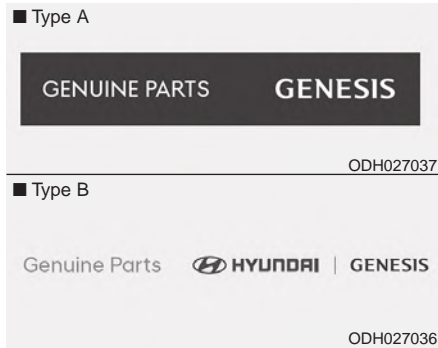 ■ Type A
GENUINE PARTS GENESIS
ODH027037
■ Type B
Genuine Parts HYUNDAI | GENESIS
ODH027036